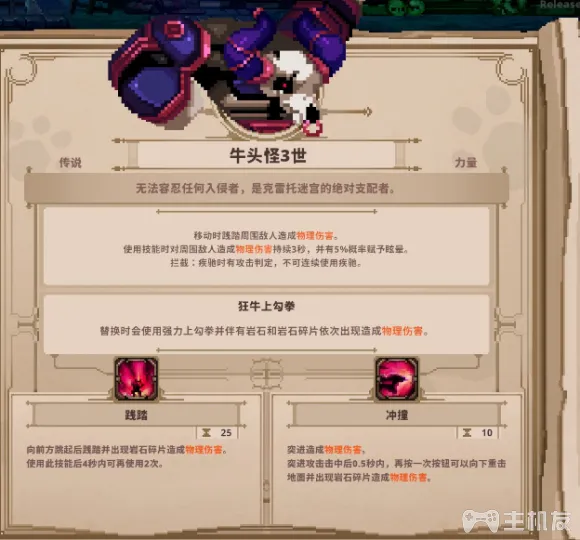 Release
牛头怪3世
传说
力量
无法容忍任何入侵者，是克雷托迷宫的绝对支配者。
移动时践踏周围敌人造成物理伤害。
使用技能时对周围敌人造成物理伤害持续3秒，并有5%概率赋予眩晕。
拦截：疾驰时有攻击判定，不可连续使用疾驰。
狂牛上勾拳
替换时会使用强力上勾拳并伴有岩石和岩石碎片依次出现造成物理伤害。
践踏
25
向前方跳起后践踏并出现岩石碎片造成物理伤害。
使用此技能后4秒内可再使用2次。
冲撞
10
突进造成物理伤害。
突进攻击击中后0.5秒内，再按一次按钮可以向下重击
地面并出现岩石碎片造成物理伤害。
主机友